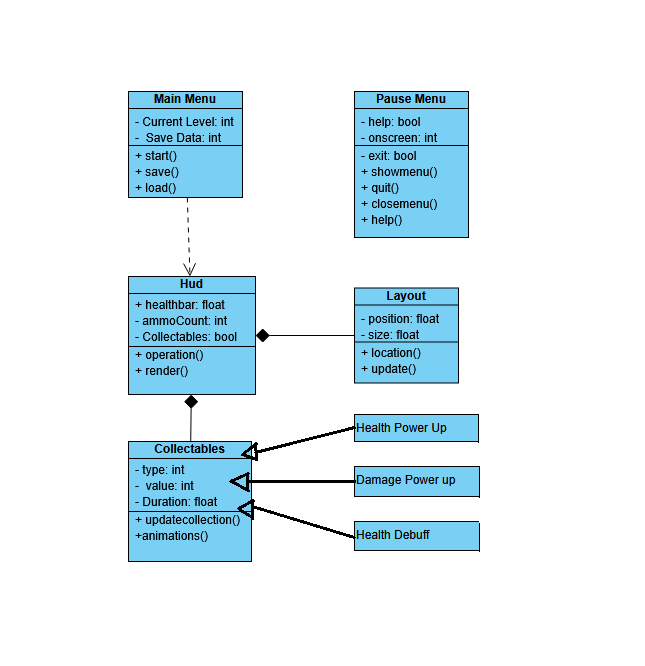 Main Menu
- Current Level: int
- Save Data: int
+ start()
+ save()
+ load()
Pause Menu
- help: bool
- onscreen: int
- exit: bool
+ showmenu()
+ quit()
+ closemenu()
+ help()
Hud
+ healthbar: float
- ammoCount: int
- Collectables: bool
+ operation()
+ render()
Layout
- position: float
- size: float
+ location()
+ update()
Collectables
- type: int
- value: int
- Duration: float
+ updatecollection()
+animations()
Health Power Up
Damage Power up
Health Debuff